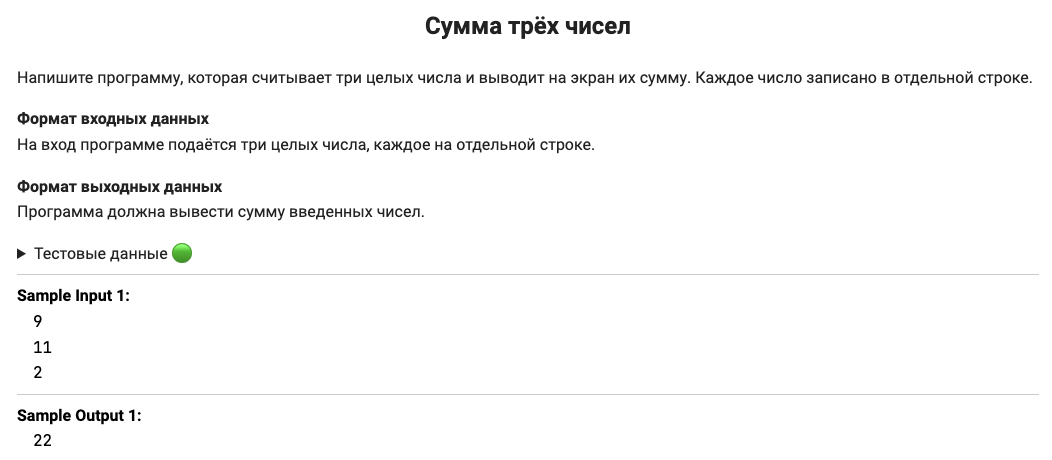 Сумма трёх чисел
Напишите программу, которая считывает три целых числа и выводит на экран их сумму. Каждое число записано в отдельной строке.
Формат входных данных
На вход программе подаётся три целых числа, каждое на отдельной строке.
Формат выходных данных
Программа должна вывести сумму введенных чисел.
Тестовые данные
Sample Input 1:
9
11
2
Sample Output 1:
22